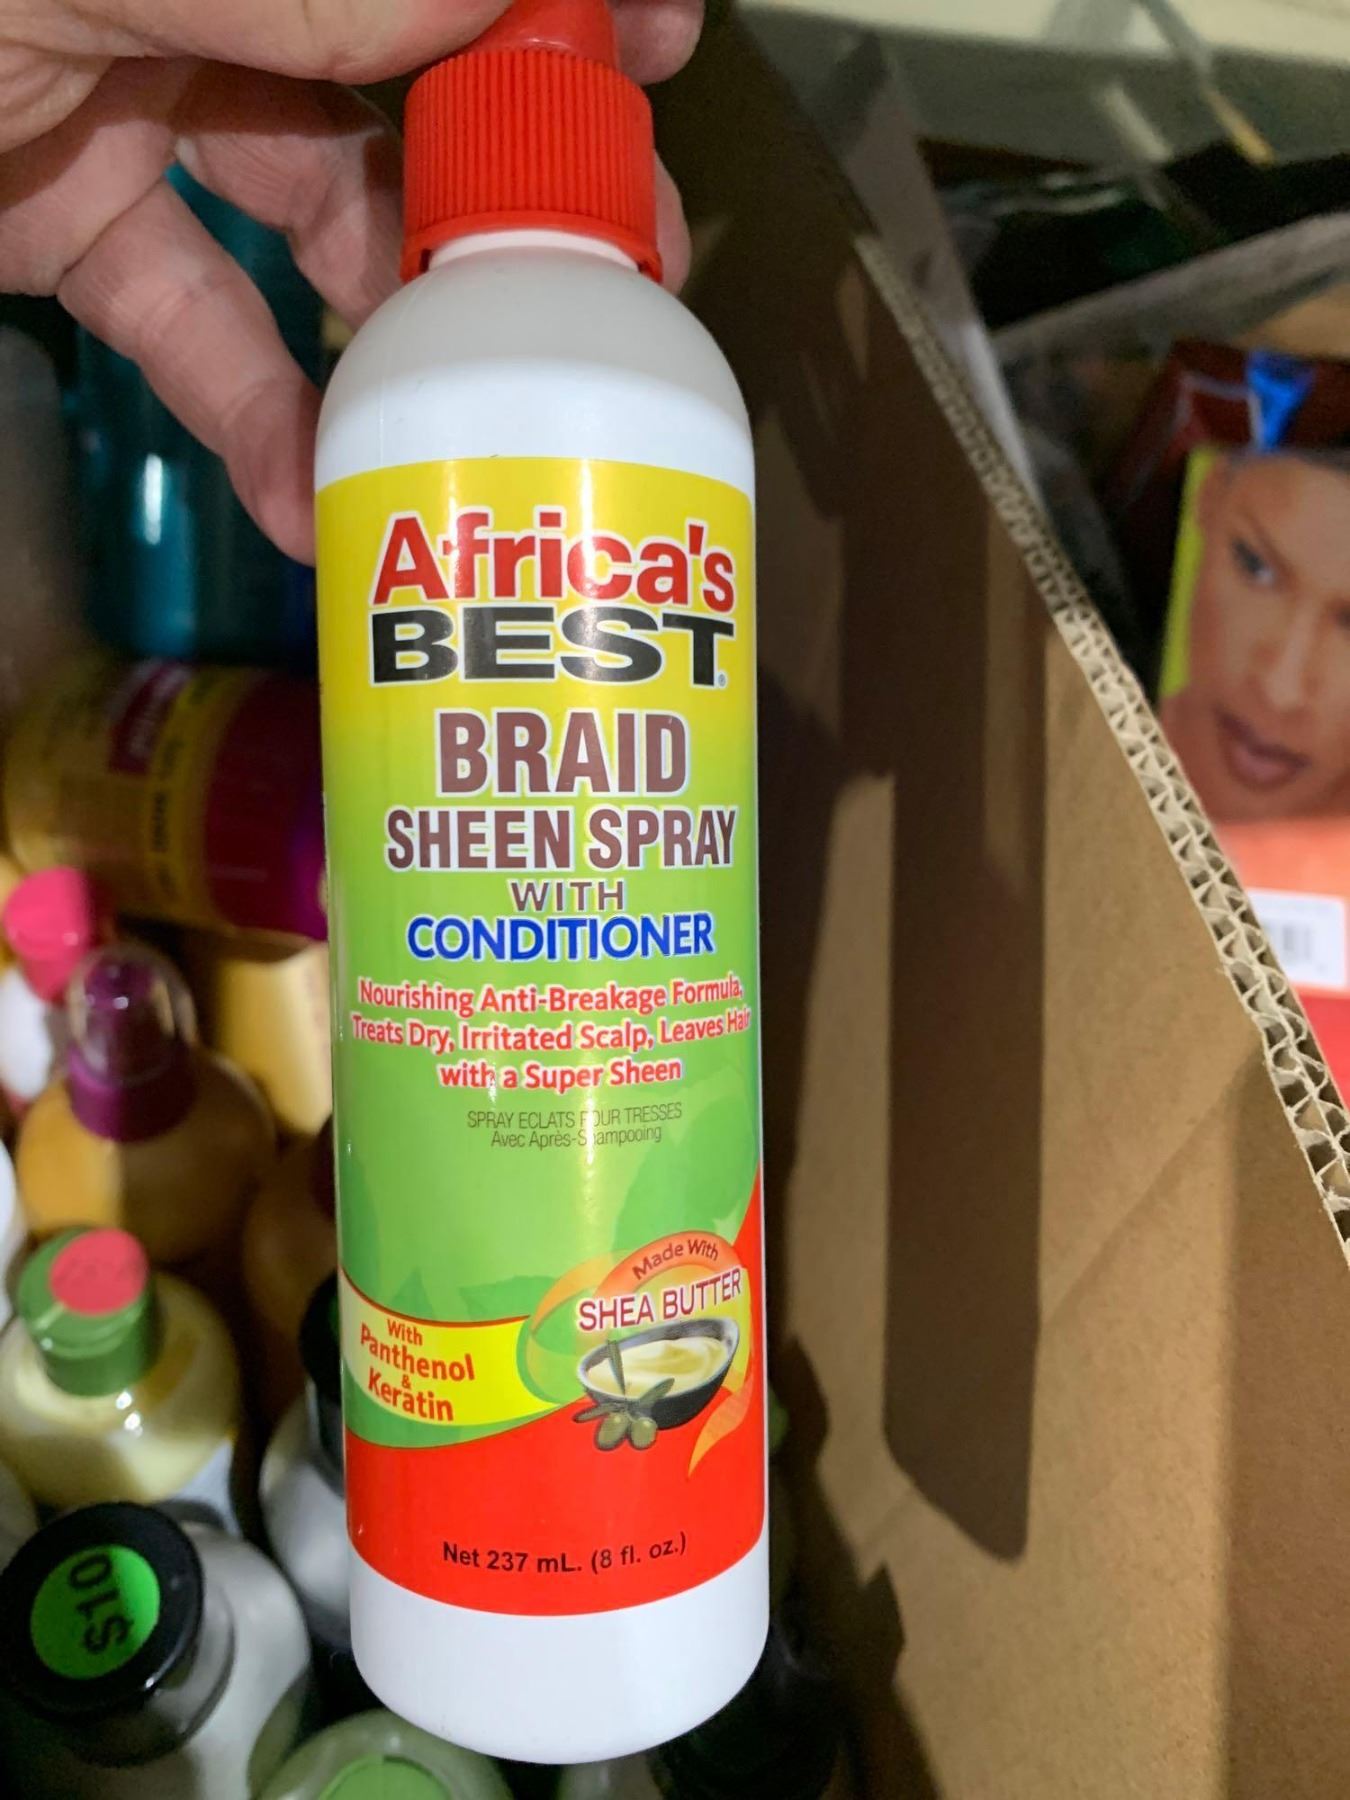 Africa's
BEST®
BRAID
SHEEN SPRAY
WITH
CONDITIONER
Nourishing Anti-Breakage Formula,
Treats Dry, Irritated Scalp, Leaves Hair
with a Super Sheen
SPRAY ECLATS POUR TRESSES
Avec Après-Shampooing
Made With
SHEA BUTTER
With
Panthenol
&
Keratin
Net 237 mL. (8 fl. oz.)
$10